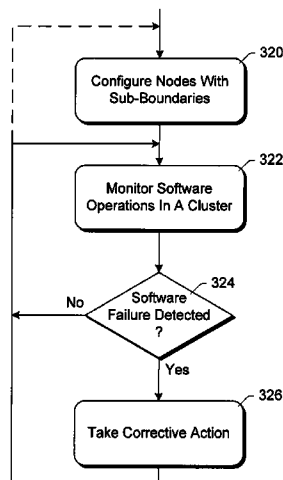 320
Configure Nodes With
Sub-Boundaries
322
Monitor Software
Operations In A Cluster
324
No
Software
Failure Detected
?
Yes
326
Take Corrective Action